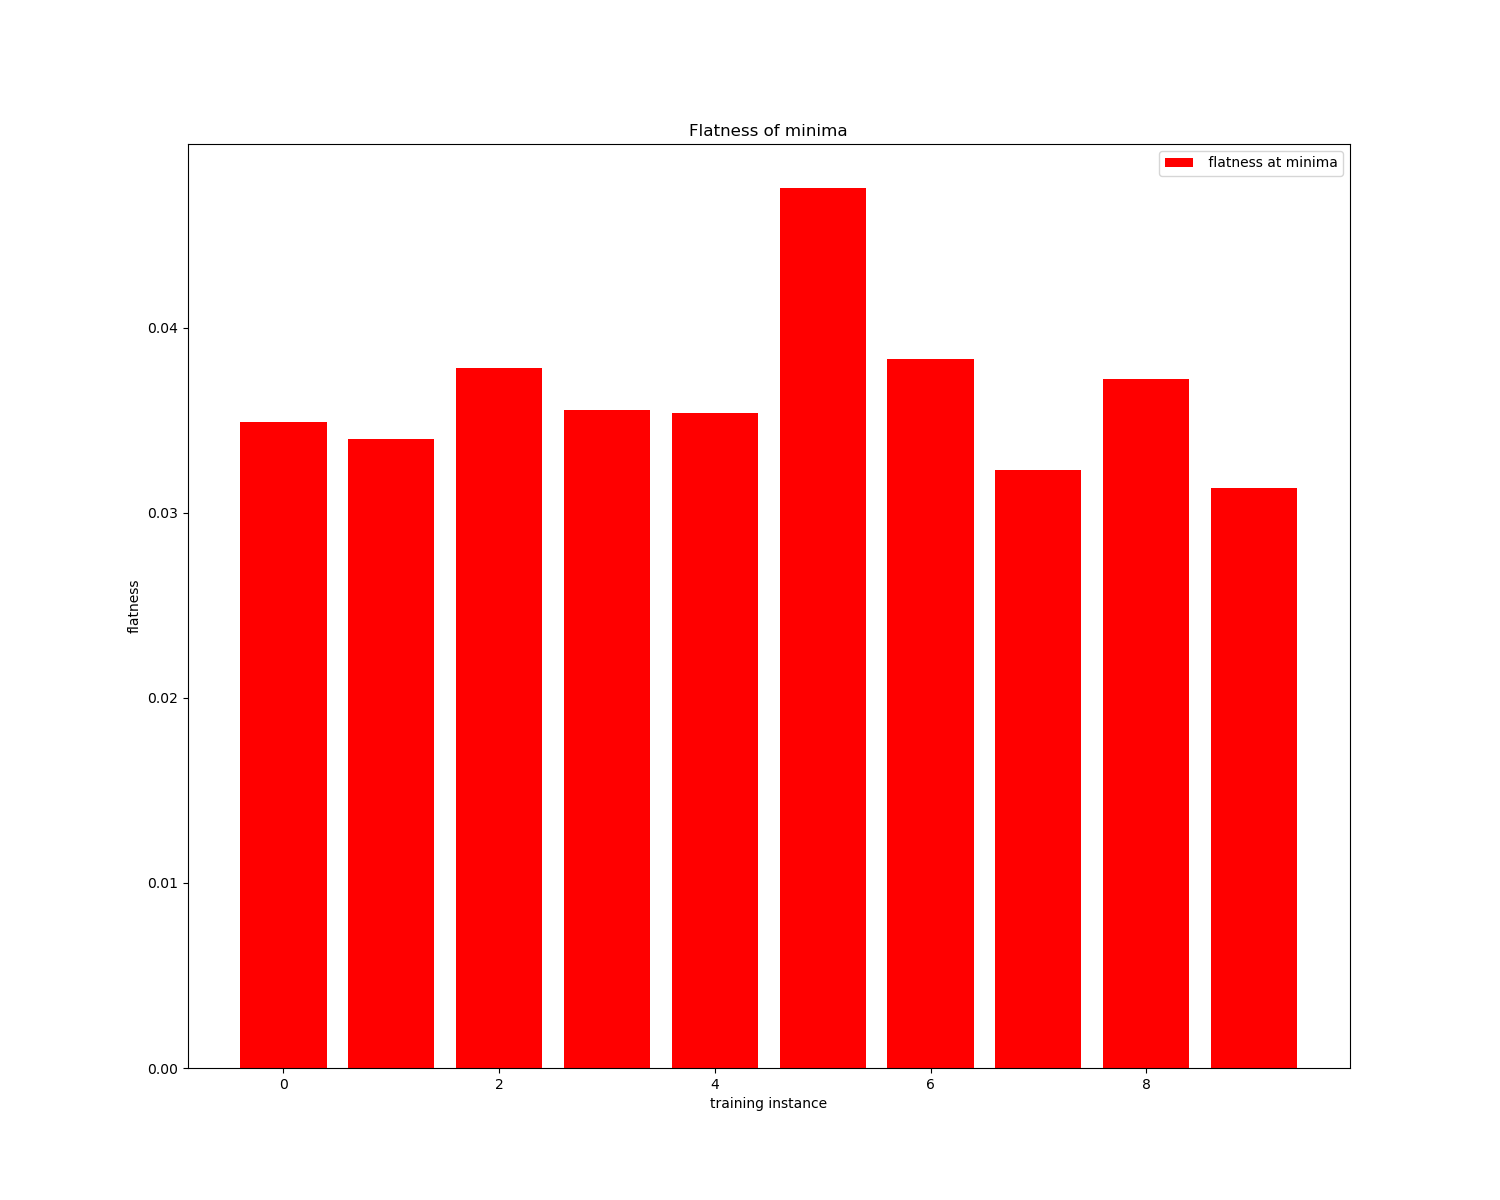 Flatness of minima
flatness at minima
0.04
0.03
0.02
0.01
0.00
flatness
0 2 4 6 8
training instance